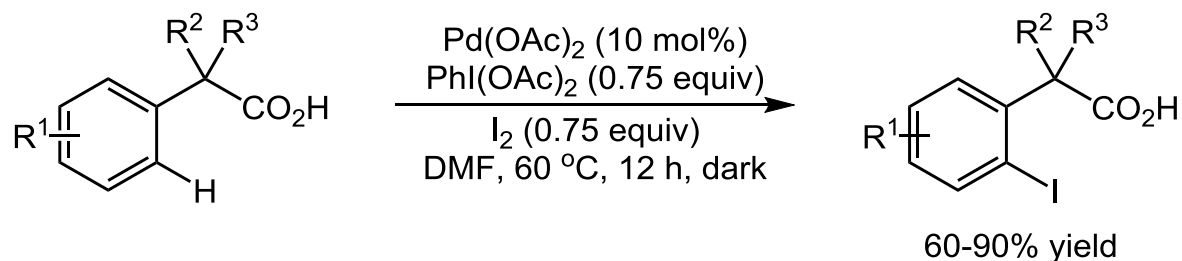 R² R³
CO₂H
R¹
H
Pd(OAc)₂ (10 mol%)
PhI(OAc)₂ (0.75 equiv)
I₂ (0.75 equiv)
DMF, 60 °C, 12 h, dark
R² R³
CO₂H
R¹
I
60-90% yield